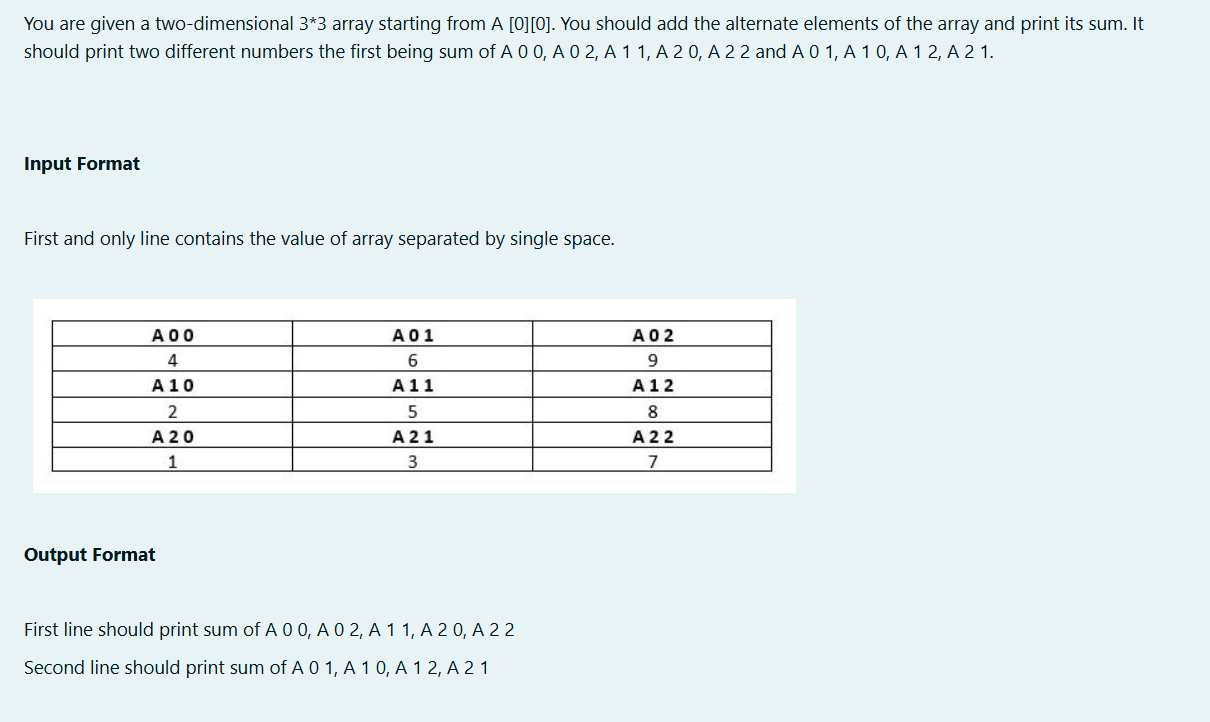 You are given a two-dimensional 3*3 array starting from A [0][0]. You should add the alternate elements of the array and print its sum. It
should print two different numbers the first being sum of A 0 0, A 0 2, A 1 1, A 2 0, A 2 2 and A 0 1, A 1 0, A 1 2, A 2 1.
Input Format
First and only line contains the value of array separated by single space.
A 0 0 A 0 1 A 0 2
4 6 9
A 1 0 A 1 1 A 1 2
2 5 8
A 2 0 A 2 1 A 2 2
1 3 7
Output Format
First line should print sum of A 0 0, A 0 2, A 1 1, A 2 0, A 2 2
Second line should print sum of A 0 1, A 1 0, A 1 2, A 2 1